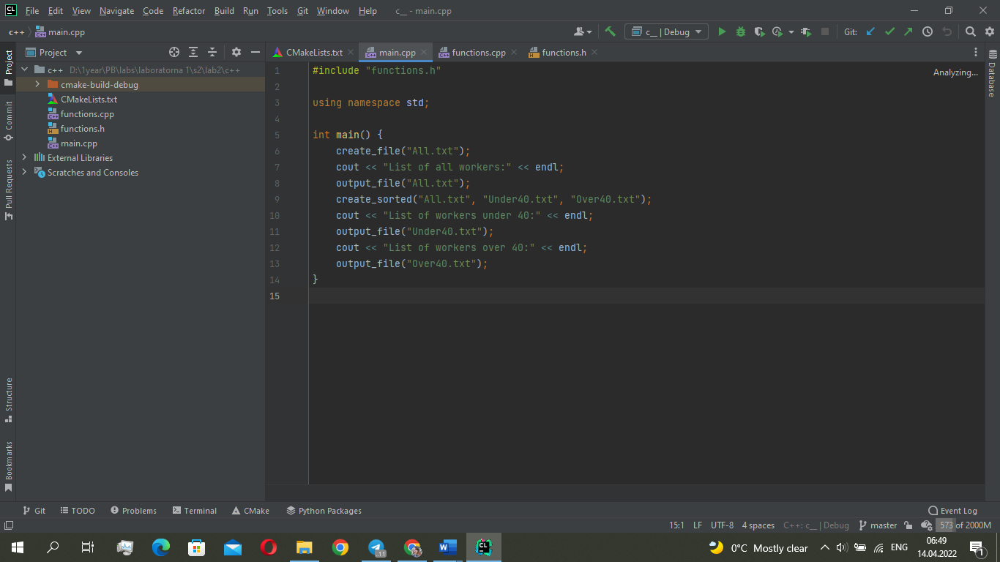 CL File Edit View Navigate Code Refactor Build Run Tools Git Window Help c__ - main.cpp
c++ main.cpp c__ | Debug Git:
Project CMakeLists.txt main.cpp functions.cpp functions.h
Project
Commit
Pull Requests
Structure
Bookmarks
c++ D:\1year\PB\labs\laboratorna 1\s2\lab2\c++
cmake-build-debug
CMakeLists.txt
functions.cpp
functions.h
main.cpp
External Libraries
Scratches and Consoles
1 #include "functions.h"
2
3 using namespace std;
4
5 int main() {
6 create_file("All.txt");
7 cout << "List of all workers:" << endl;
8 output_file("All.txt");
9 create_sorted("All.txt", "Under40.txt", "Over40.txt");
10 cout << "List of workers under 40:" << endl;
11 output_file("Under40.txt");
12 cout << "List of workers over 40:" << endl;
13 output_file("Over40.txt");
14 }
15
Analyzing...
Database
Git TODO Problems Terminal CMake Python Packages Event Log
15:1 LF UTF-8 4 spaces C++: c__ | Debug master 573 of 2000M
11 W CL 0°C Mostly clear ENG 06:49
14.04.2022 1